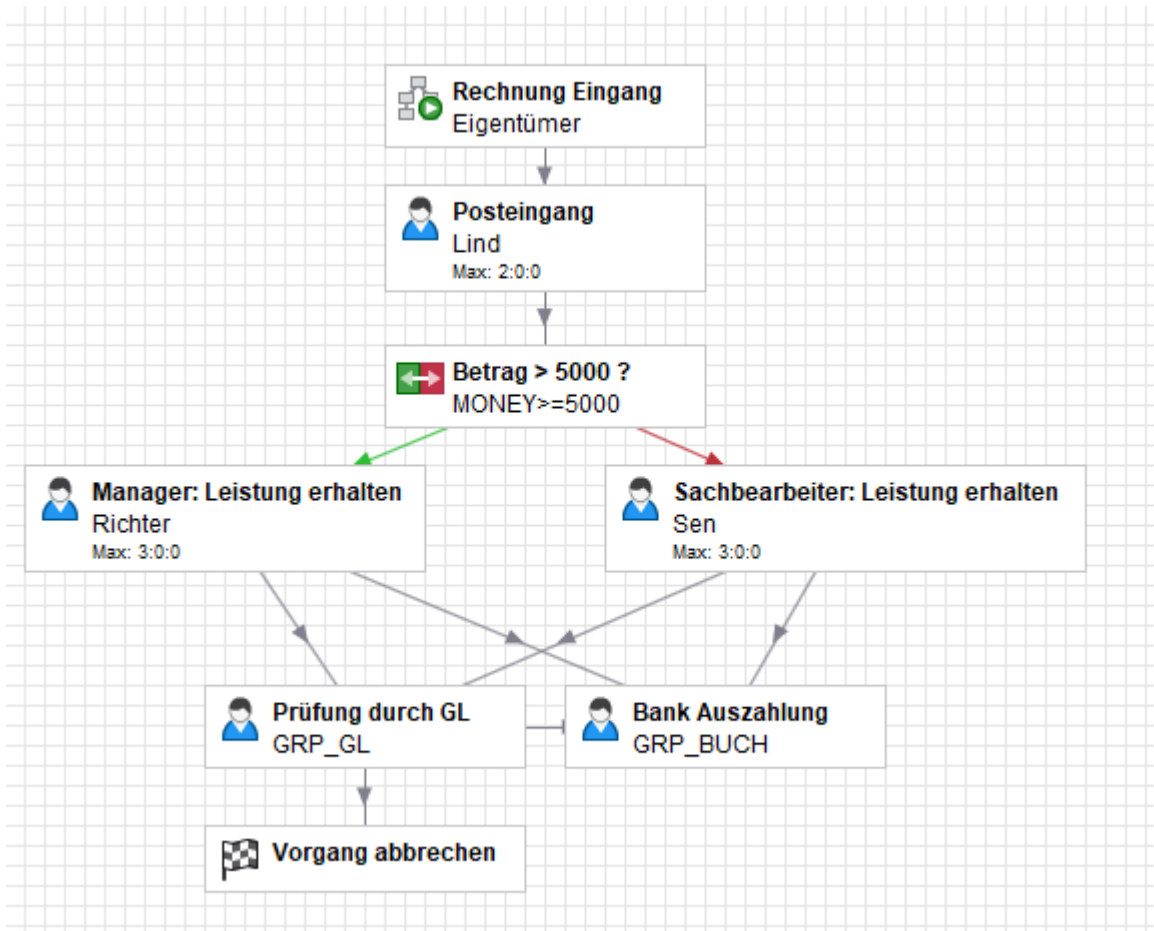 Rechnung Eingang
Eigentümer
Posteingang
Lind
Max: 2:0:0
Betrag > 5000 ?
MONEY>=5000
Manager: Leistung erhalten
Richter
Max: 3:0:0
Sachbearbeiter: Leistung erhalten
Sen
Max: 3:0:0
Prüfung durch GL
GRP_GL
Bank Auszahlung
GRP_BUCH
Vorgang abbrechen